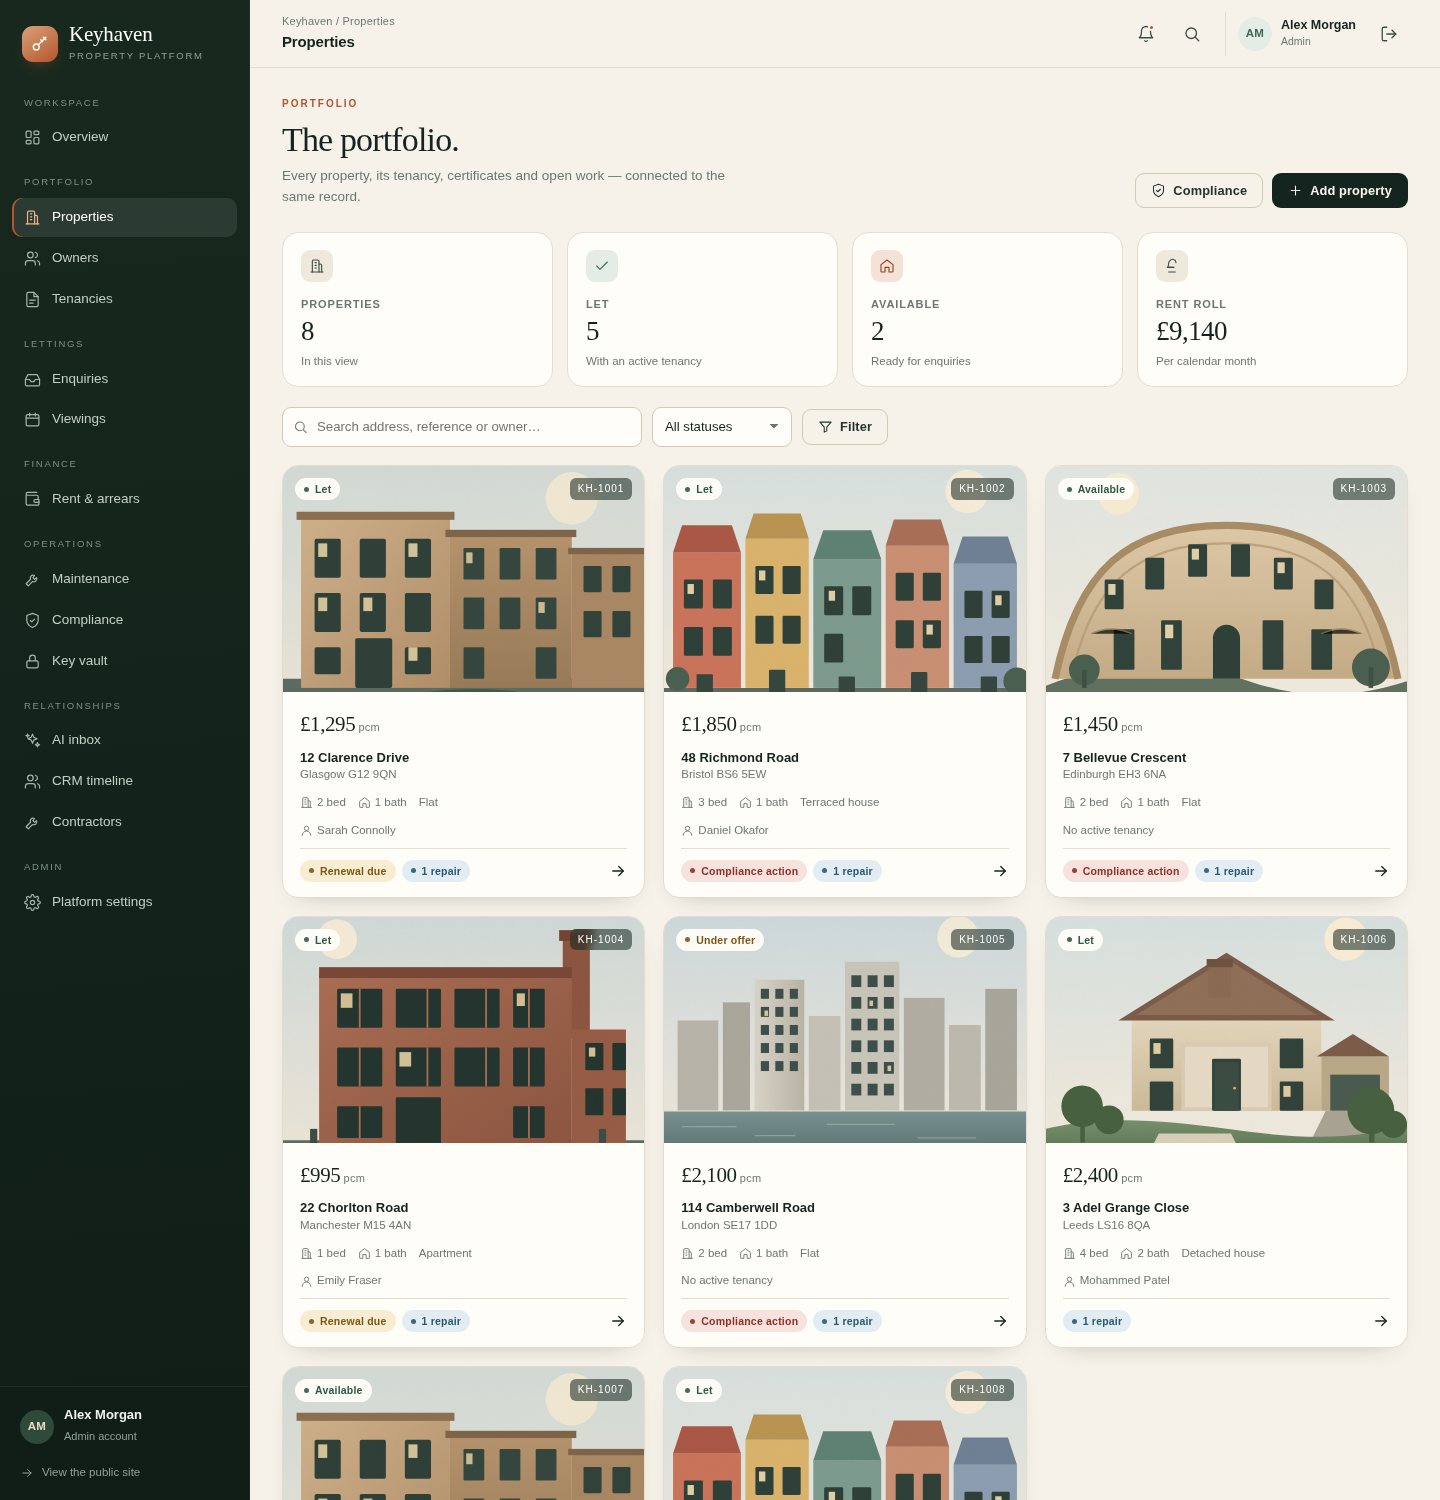 Keyhaven
PROPERTY PLATFORM
WORKSPACE
Overview
PORTFOLIO
Properties
Owners
Tenancies
LETTINGS
Enquiries
Viewings
FINANCE
Rent & arrears
OPERATIONS
Maintenance
Compliance
Key vault
RELATIONSHIPS
AI inbox
CRM timeline
Contractors
ADMIN
Platform settings
AM
Alex Morgan
Admin account
View the public site
Keyhaven / Properties
Properties
AM
Alex Morgan
Admin
PORTFOLIO
The portfolio.
Every property, its tenancy, certificates and open work — connected to the
same record.
Compliance
Add property
PROPERTIES
8
In this view
LET
5
With an active tenancy
AVAILABLE
2
Ready for enquiries
RENT ROLL
£9,140
Per calendar month
Search address, reference or owner…
All statuses
Filter
Let
KH-1001
£1,295 pcm
12 Clarence Drive
Glasgow G12 9QN
2 bed 1 bath Flat
Sarah Connolly
Renewal due 1 repair
Let
KH-1002
£1,850 pcm
48 Richmond Road
Bristol BS6 5EW
3 bed 1 bath Terraced house
Daniel Okafor
Compliance action 1 repair
Available
KH-1003
£1,450 pcm
7 Bellevue Crescent
Edinburgh EH3 6NA
2 bed 1 bath Flat
No active tenancy
Compliance action 1 repair
Let
KH-1004
£995 pcm
22 Chorlton Road
Manchester M15 4AN
1 bed 1 bath Apartment
Emily Fraser
Renewal due 1 repair
Under offer
KH-1005
£2,100 pcm
114 Camberwell Road
London SE17 1DD
2 bed 1 bath Flat
No active tenancy
Compliance action 1 repair
Let
KH-1006
£2,400 pcm
3 Adel Grange Close
Leeds LS16 8QA
4 bed 2 bath Detached house
Mohammed Patel
1 repair
Available
KH-1007
Let
KH-1008